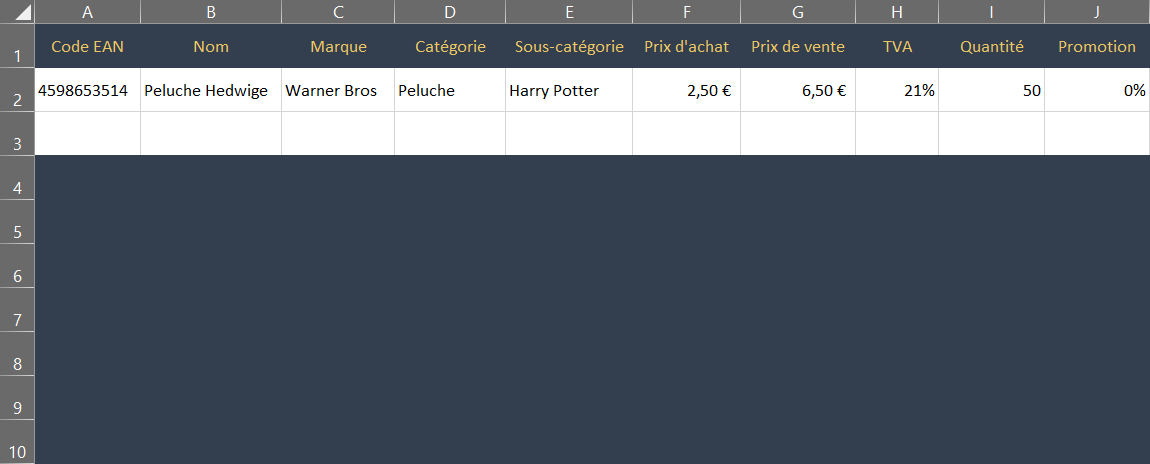 A B C D E F G H I J
1 Code EAN Nom Marque Catégorie Sous-catégorie Prix d'achat Prix de vente TVA Quantité Promotion
2 4598653514 Peluche Hedwige Warner Bros Peluche Harry Potter 2,50 € 6,50 € 21% 50 0%
3
4
5
6
7
8
9
10